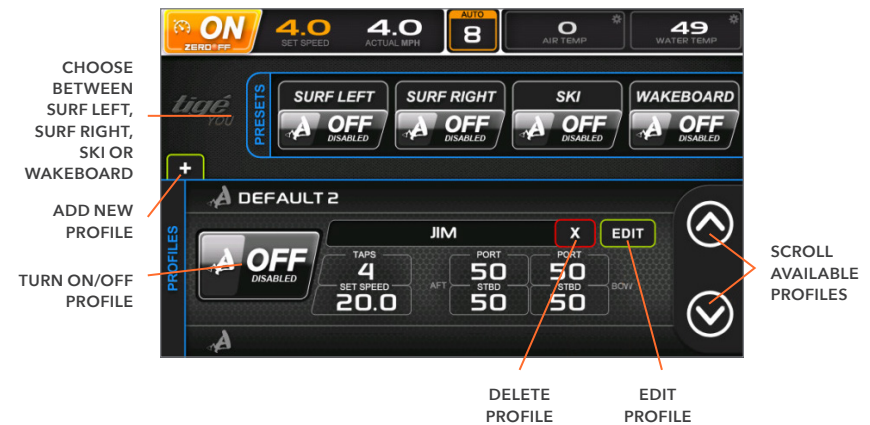 ON
ZEROFF
4.0
SET SPEED
4.0
ACTUAL MPH
AUTO
8
0
AIR TEMP
49
WATER TEMP
CHOOSE
BETWEEN
SURF LEFT,
SURF RIGHT,
SKI OR
WAKEBOARD
tigé
YOU
PRESETS
SURF LEFT
OFF
DISABLED
SURF RIGHT
OFF
DISABLED
SKI
OFF
DISABLED
WAKEBOARD
OFF
DISABLED
+
ADD NEW
PROFILE
PROFILES
DEFAULT 2
JIM
X
EDIT
TURN ON/OFF
PROFILE
OFF
DISABLED
TAPS
4
SET SPEED
20.0
AFT
PORT
50
STBD
50
PORT
50
STBD
50
BOW
SCROLL
AVAILABLE
PROFILES
DELETE
PROFILE
EDIT
PROFILE